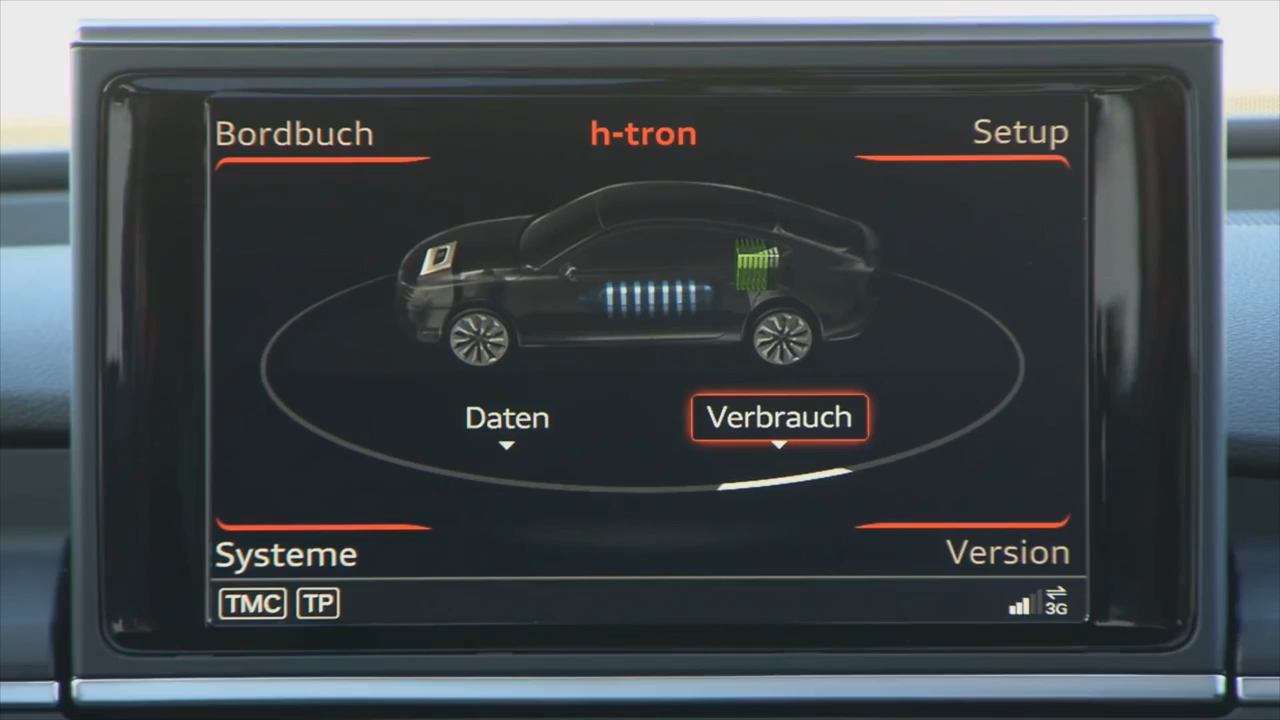 Bordbuch
h-tron
Setup
Daten
Verbrauch
Systeme
Version
TMC
TP
3G